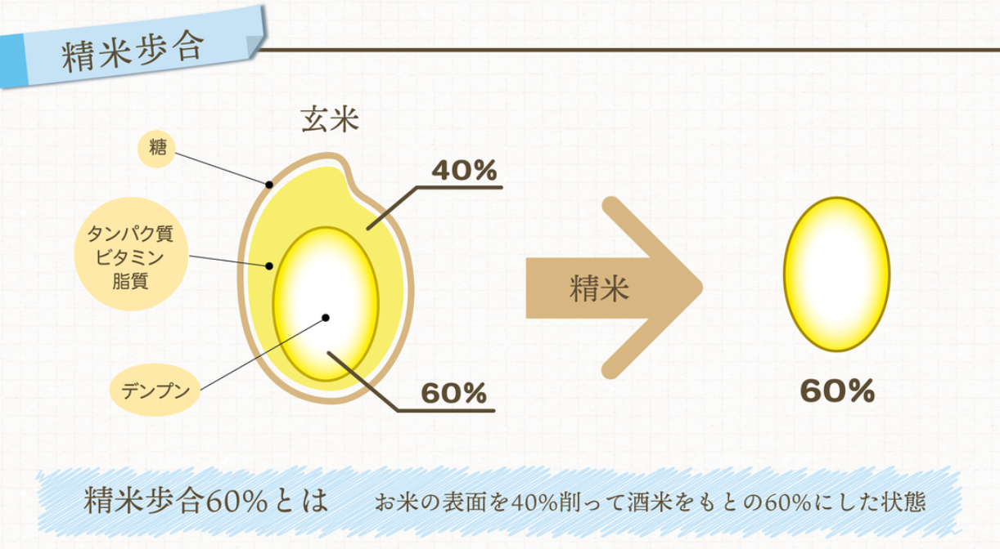 精米歩合
玄米
糖
40%
タンパク質
ビタミン
脂質
精米
デンプン
60%
60%
精米歩合60%とは お米の表面を40%削って酒米をもとの60%にした状態